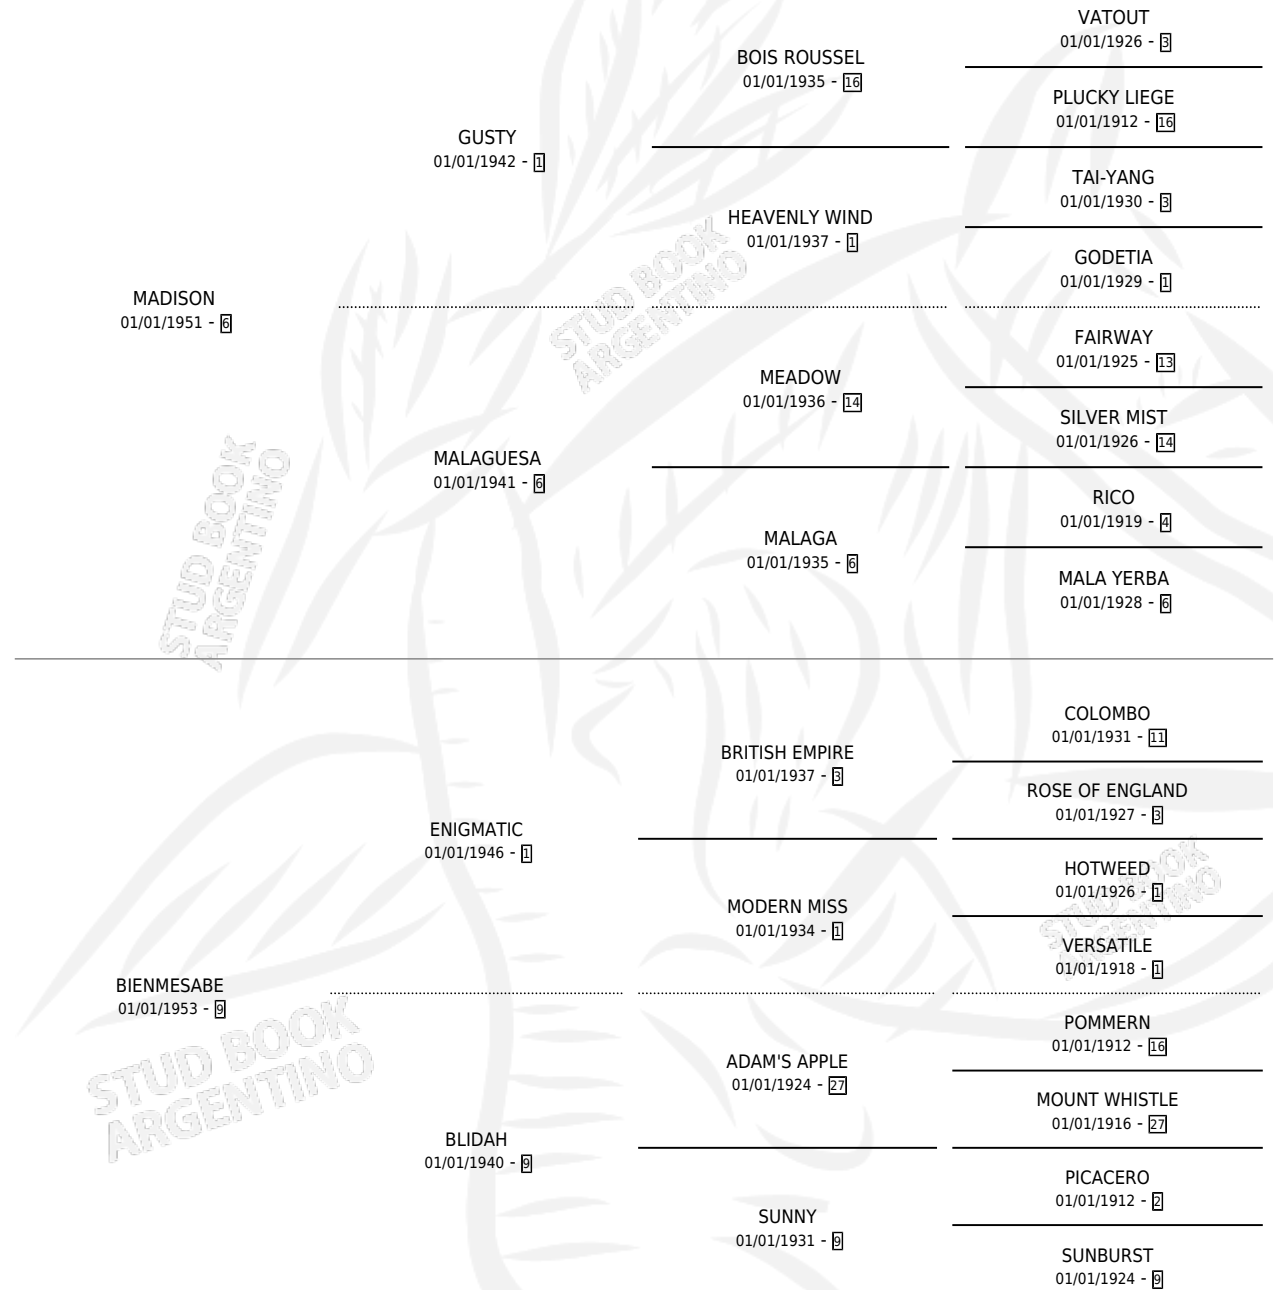 VATOUT
01/01/1926 - 3
BOIS ROUSSEL
01/01/1935 - 16
PLUCKY LIEGE
01/01/1912 - 16
GUSTY
01/01/1942 - 1
TAI-YANG
01/01/1930 - 3
HEAVENLY WIND
01/01/1937 - 1
GODETIA
01/01/1929 - 1
MADISON
01/01/1951 - 6
FAIRWAY
01/01/1925 - 13
MEADOW
01/01/1936 - 14
SILVER MIST
01/01/1926 - 14
MALAGUESA
01/01/1941 - 6
RICO
01/01/1919 - 4
MALAGA
01/01/1935 - 6
MALA YERBA
01/01/1928 - 6
COLOMBO
01/01/1931 - 11
BRITISH EMPIRE
01/01/1937 - 3
ROSE OF ENGLAND
01/01/1927 - 3
ENIGMATIC
01/01/1946 - 1
HOTWEED
01/01/1926 - 1
MODERN MISS
01/01/1934 - 1
VERSATILE
01/01/1918 - 1
BIENMESABE
01/01/1953 - 9
POMMERN
01/01/1912 - 16
ADAM'S APPLE
01/01/1924 - 27
MOUNT WHISTLE
01/01/1916 - 27
BLIDAH
01/01/1940 - 9
PICACERO
01/01/1912 - 2
SUNNY
01/01/1931 - 9
SUNBURST
01/01/1924 - 9
STUD BOOK
ARGENTINO
STUD BOOK
ARGENTINO
STUD BOOK
ARGENTINO
STUD BOOK
ARGENTINO